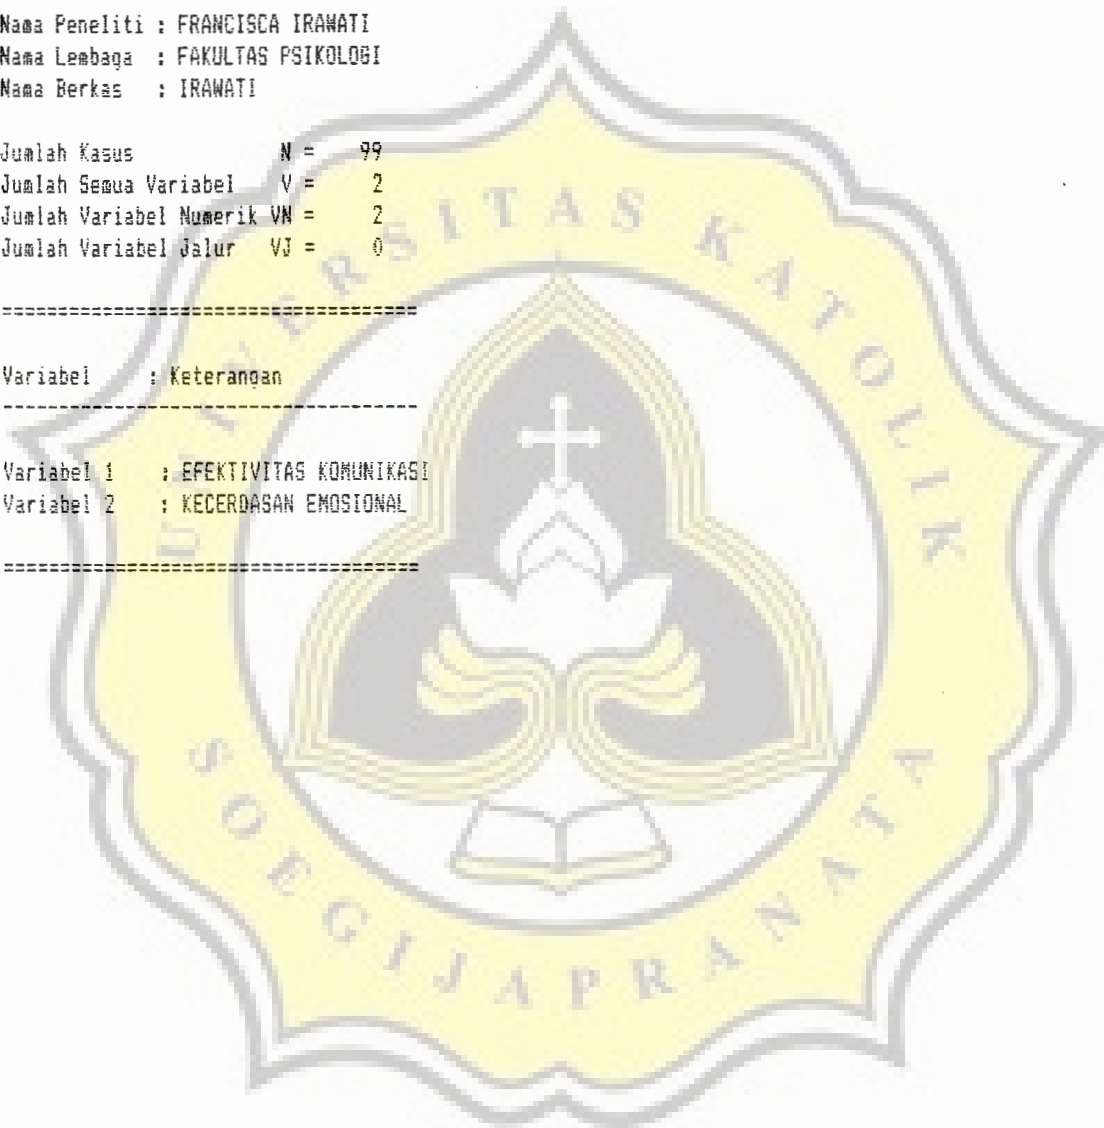 Nama Peneliti : FRANCISCA IRAWATI
Nama Lembaga : FAKULTAS PSIKOLOGI
Nama Berkas : IRAWATI
Jumlah Kasus N = 99
Jumlah Semua Variabel V = 2
Jumlah Variabel Numerik VN = 2
Jumlah Variabel Jalur VJ = 0
=====================================
Variabel : Keterangan
-------------------------------------
Variabel 1 : EFEKTIVITAS KOMUNIKASI
Variabel 2 : KECERDASAN EMOSIONAL
=====================================
UNIVERSITAS KATOLIK
SOEGIJAPRANATA